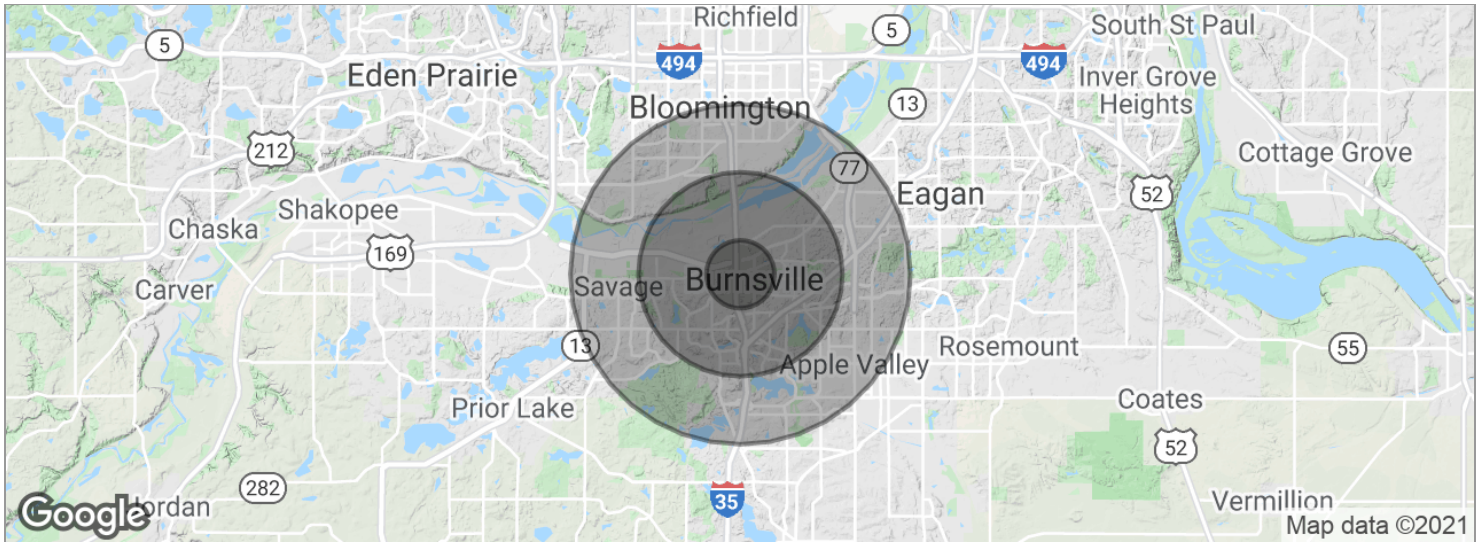 Richfield
5
5
South St Paul
494
494
Eden Prairie
Inver Grove
Heights
Bloomington
13
212
Cottage Grove
77
52
Eagan
Shakopee
Chaska
169
Burnsville
Savage
Carver
13
Rosemount
55
Apple Valley
Prior Lake
Coates
52
282
35
Vermillion
Google
Jordan
Map data ©2021